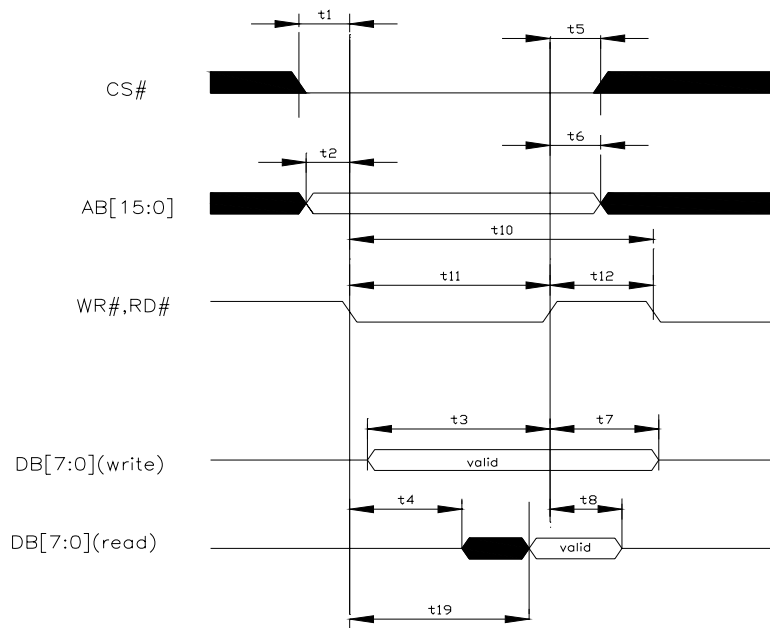 t1
t5
CS#
t2
t6
AB[15:0]
t10
t11
t12
WR#,RD#
t3
t7
DB[7:0](write)
valid
t4
t8
DB[7:0](read)
valid
t19